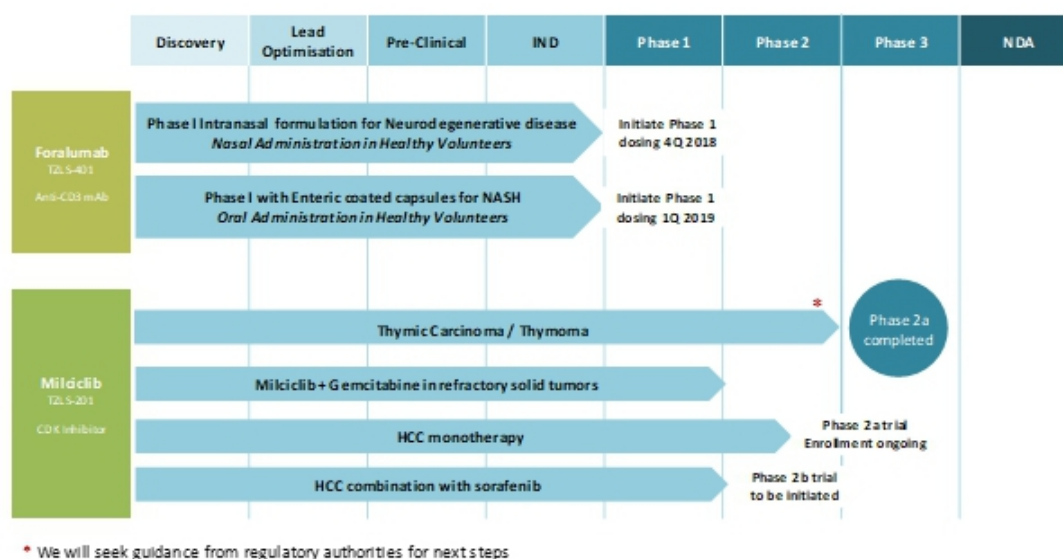 Discovery
Lead
Optimisation
Pre-Clinical
IND
Phase 1
Phase 2
Phase 3
NDA
Foralumab
TZLS-401
Anti-CD3 mAb
Phase I Intranasal formulation for Neurodegenerative disease
Nasal Administration in Healthy Volunteers
Initiate Phase 1
dosing 4Q 2018
Phase I with Enteric coated capsules for NASH
Oral Administration in Healthy Volunteers
Initiate Phase 1
dosing 1Q 2019
Milciclib
TZLS-201
CDK Inhibitor
Thymic Carcinoma / Thymoma
*
Phase 2a
completed
Milciclib + Gemcitabine in refractory solid tumors
HCC monotherapy
Phase 2a trial
Enrollment ongoing
HCC combination with sorafenib
Phase 2b trial
to be initiated
* We will seek guidance from regulatory authorities for next steps